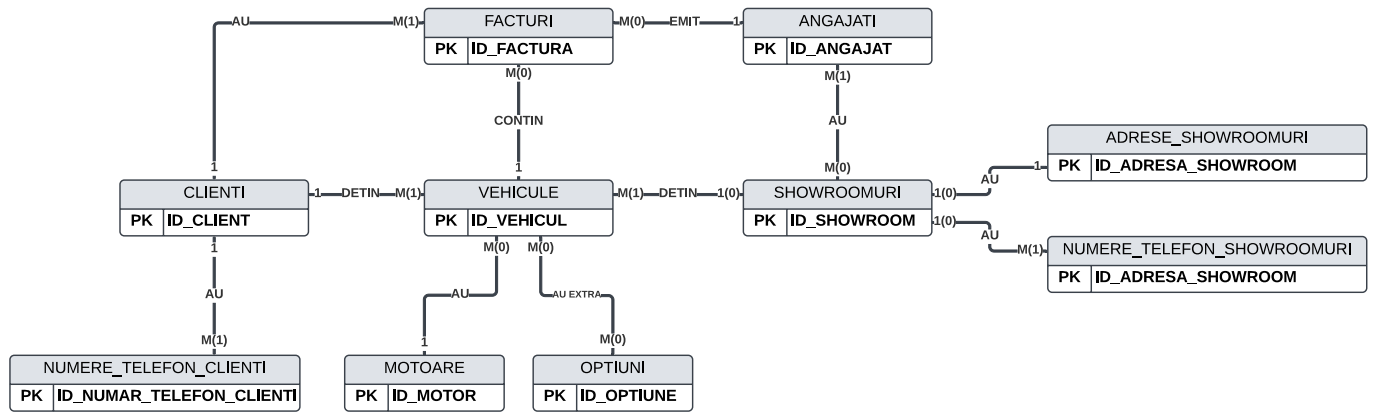 FACTURI
PK ID_FACTURA
ANGAJATI
PK ID_ANGAJAT
AU
M(1)
M(0)
EMIT
1
M(0)
CONTIN
1
M(1)
AU
M(0)
1
ADRESE_SHOWROOMURI
PK ID_ADRESA_SHOWROOM
CLIENTI
PK ID_CLIENT
1
DETIN
M(1)
VEHICULE
PK ID_VEHICUL
M(1)
DETIN
1(0)
SHOWROOMURI
PK ID_SHOWROOM
1(0)
AU
1
1(0)
AU
M(1)
NUMERE_TELEFON_SHOWROOMURI
PK ID_ADRESA_SHOWROOM
1
AU
M(1)
M(0)
AU
1
M(0)
AU EXTRA
M(0)
NUMERE_TELEFON_CLIENTI
PK ID_NUMAR_TELEFON_CLIENTI
MOTOARE
PK ID_MOTOR
OPTIUNI
PK ID_OPTIUNE